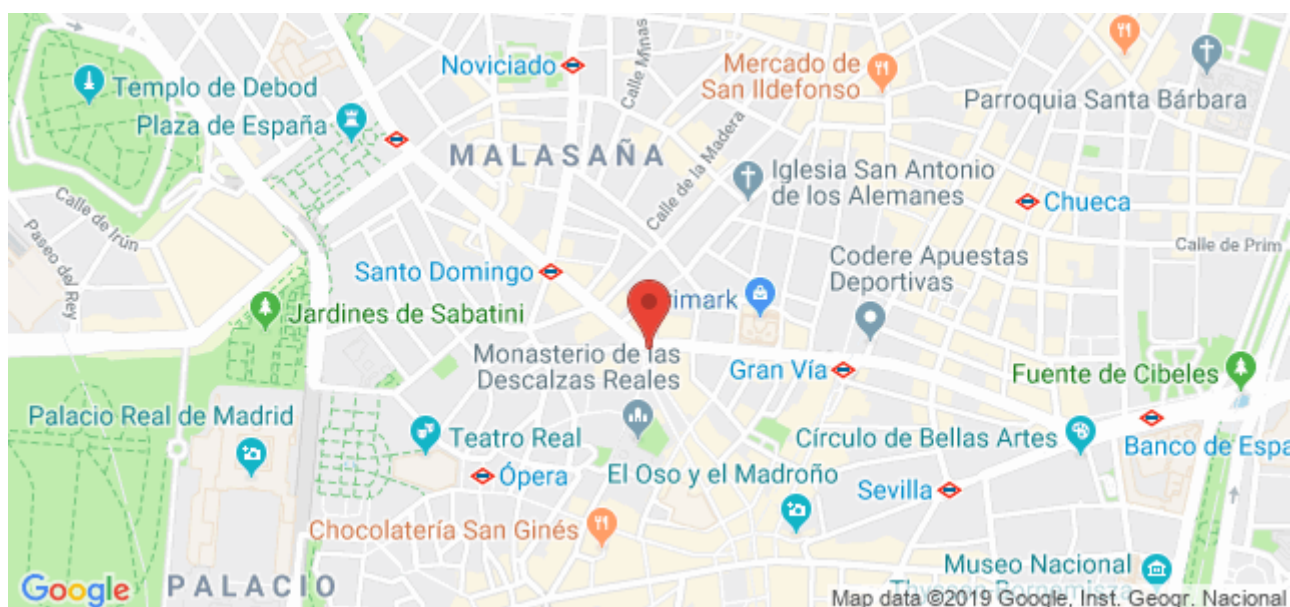 Templo de Debod
Plaza de España
Noviciado
Calle Minas
Mercado de
San Ildefonso
Parroquia Santa Bárbara
MALASAÑA
Calle de la Madera
Iglesia San Antonio
de los Alemanes
Chueca
Calle de Irún
Paseo del Rey
Calle de Prim
Santo Domingo
Codere Apuestas
Deportivas
imark
Jardines de Sabatini
Monasterio de las
Descalzas Reales
Gran Vía
Fuente de Cibeles
Palacio Real de Madrid
Teatro Real
Círculo de Bellas Artes
Banco de Espa
Ópera
El Oso y el Madroño
Sevilla
Chocolatería San Ginés
Museo Nacional
Google
PALACIO
Map data ©2019 Google, Inst. Geogr. Nacional